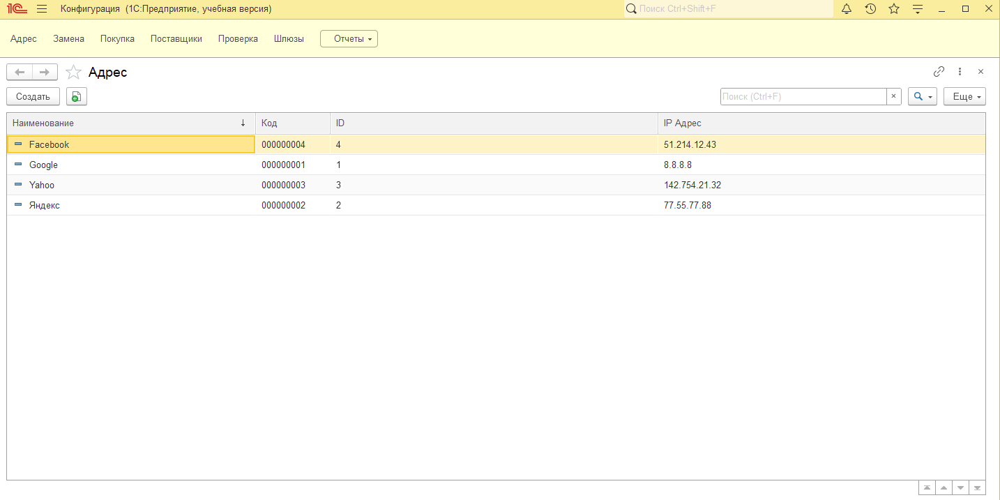 1С Конфигурация (1С:Предприятие, учебная версия) Поиск Ctrl+Shift+F
Адрес Замена Покупка Поставщики Проверка Шлюзы Отчеты
Адрес
Создать Поиск (Ctrl+F) × Еще
Наименование ↓ Код ID IP Адрес
Facebook 000000004 4 51.214.12.43
Google 000000001 1 8.8.8.8
Yahoo 000000003 3 142.754.21.32
Яндекс 000000002 2 77.55.77.88